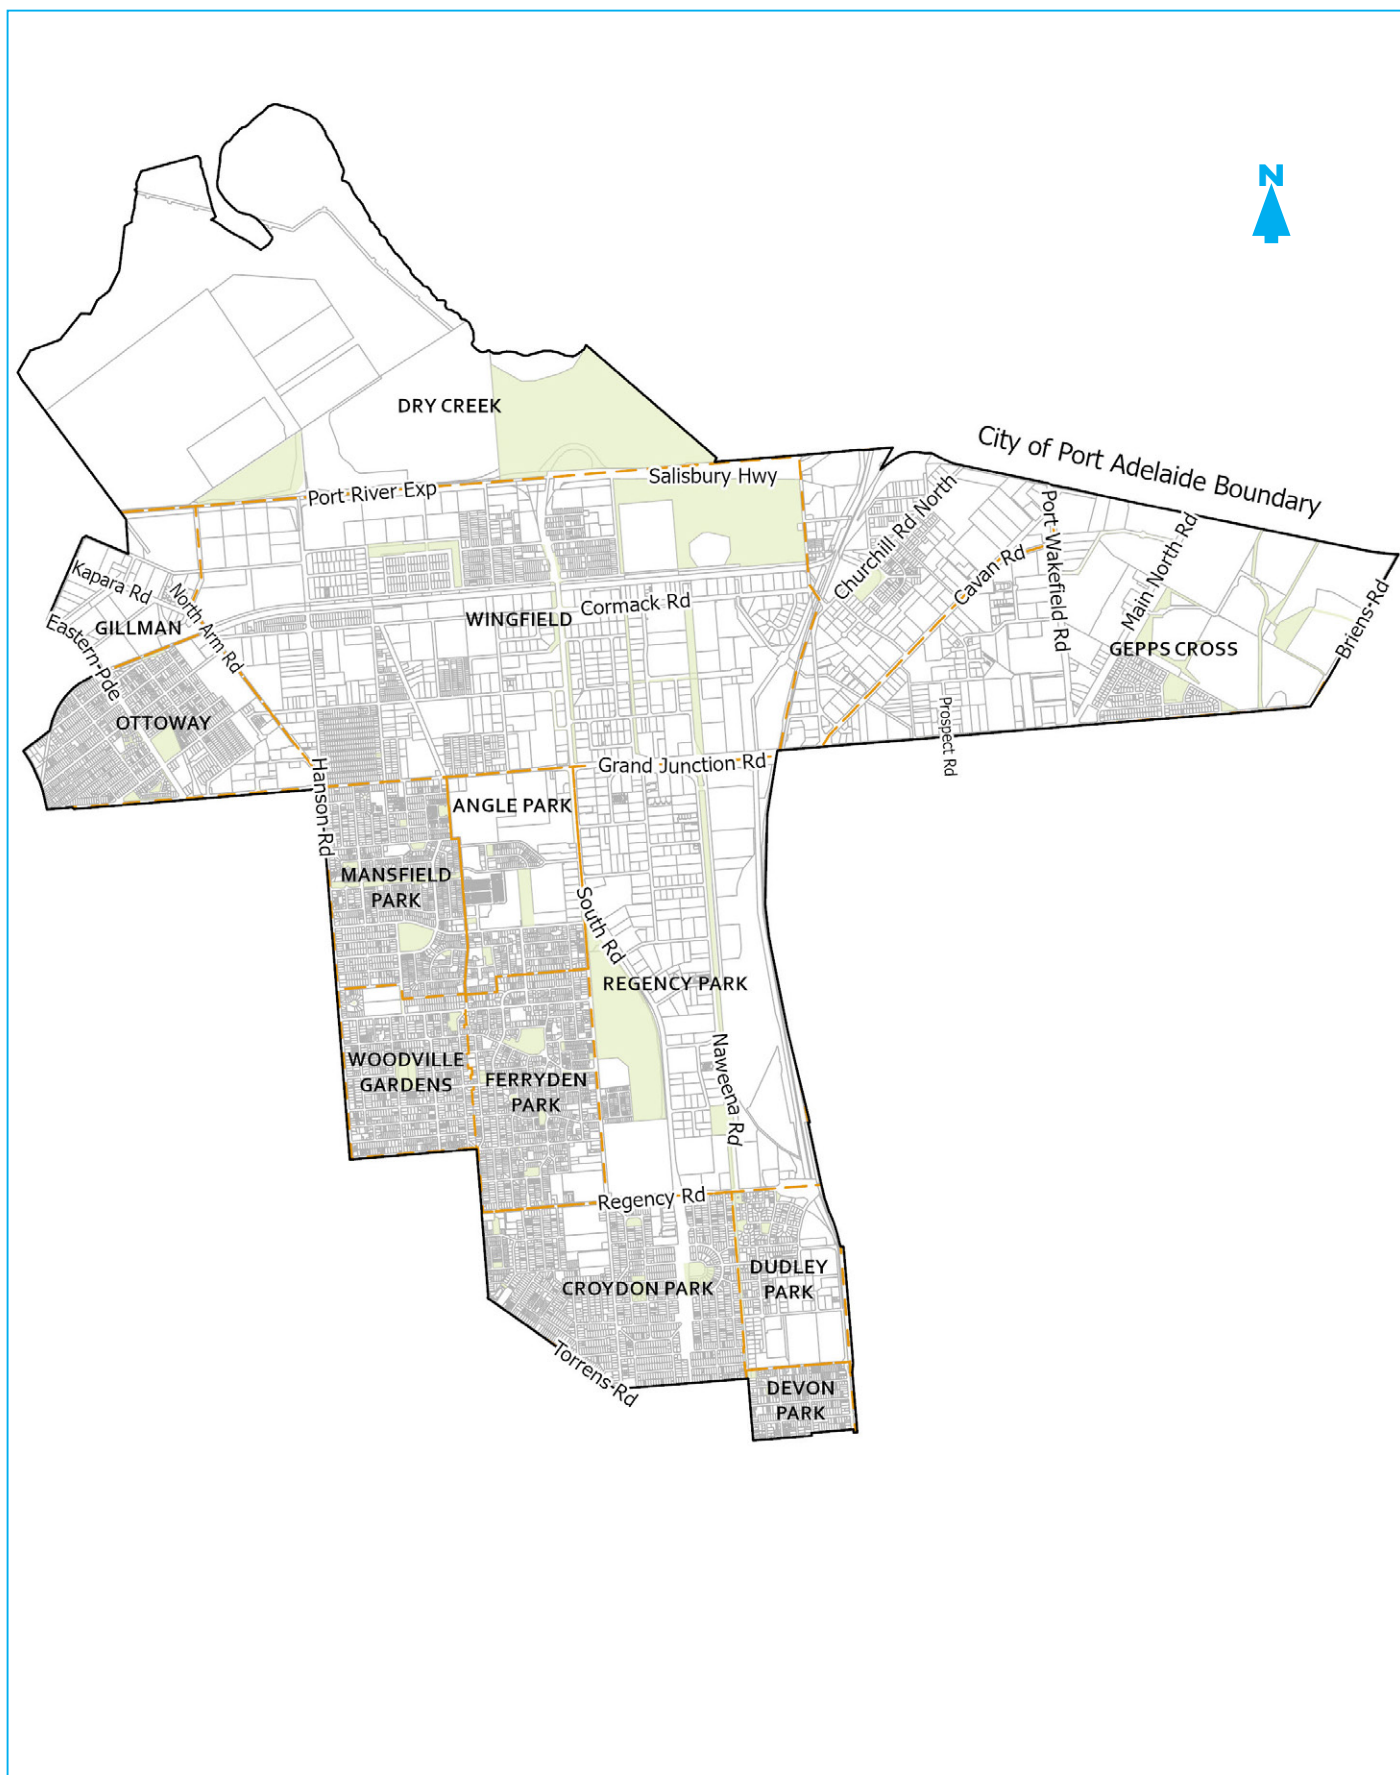 N
DRY CREEK
City of Port Adelaide Boundary
Salisbury Hwy
Port River Exp
Churchill Rd North
Port Wakefield Rd
Main North Rd
Cavan Rd
Kapara Rd
North Arm Rd
Cormack Rd
WINGFIELD
GILLMAN
Eastern Pde
Briens Rd
GEPPS CROSS
OTTOWAY
Prospect Rd
Grand Junction Rd
Hanson Rd
ANGLE PARK
MANSFIELD
PARK
South Rd
REGENCY PARK
WOODVILLE
GARDENS
FERRYDEN
PARK
Naweena Rd
Regency Rd
DUDLEY
PARK
CROYDON PARK
Torrens Rd
DEVON
PARK